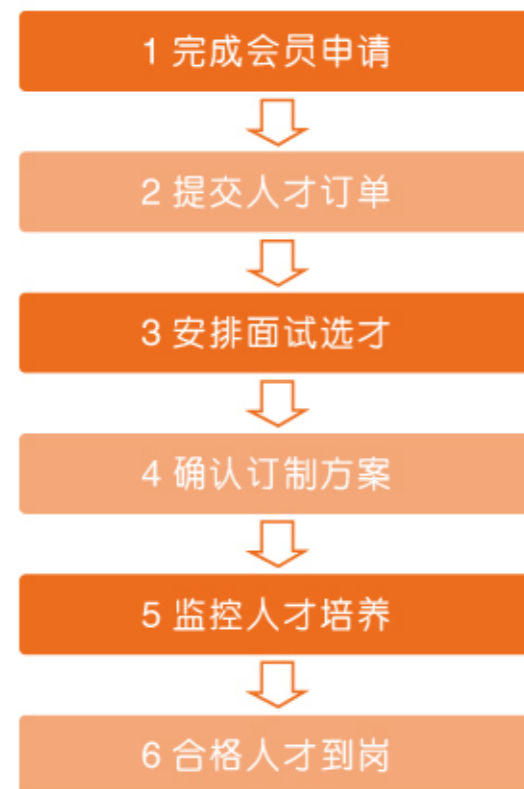 1 完成会员申请
2 提交人才订单
3 安排面试选才
4 确认订制方案
5 监控人才培养
6 合格人才到岗